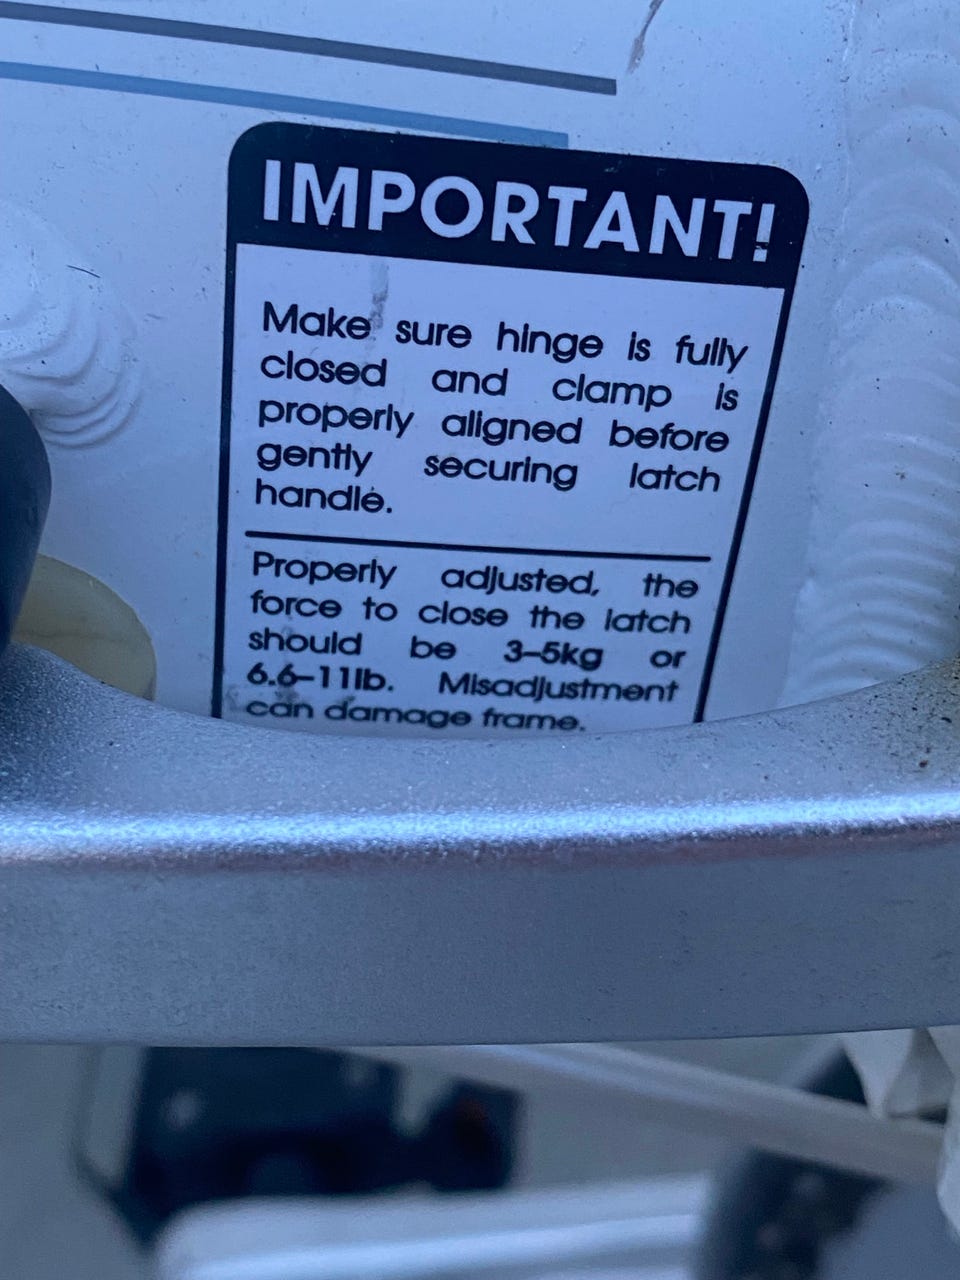 IMPORTANT!
Make sure hinge is fully
closed and clamp is
properly aligned before
gently securing latch
handle.
Properly adjusted, the
force to close the latch
should be 3–5kg or
6.6–11lb. Misadjustment
can damage frame.